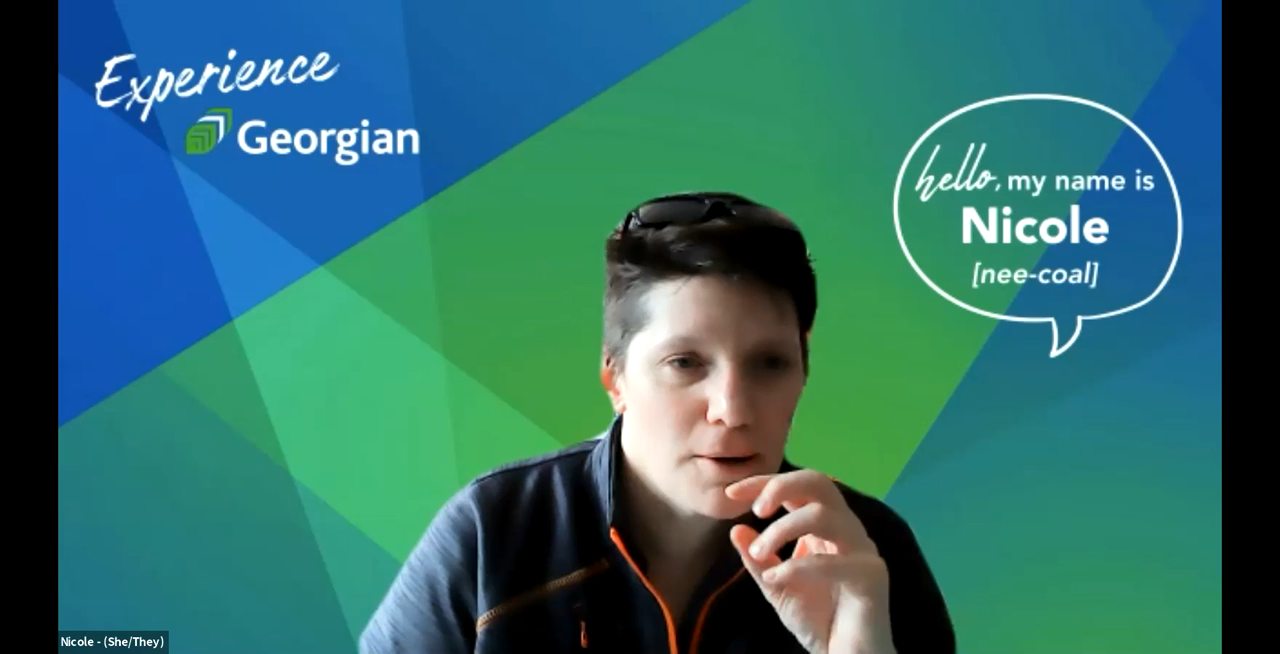 Experience
Georgian
hello, my name is
Nicole
[nee-coal]
Nicole - (She/They)